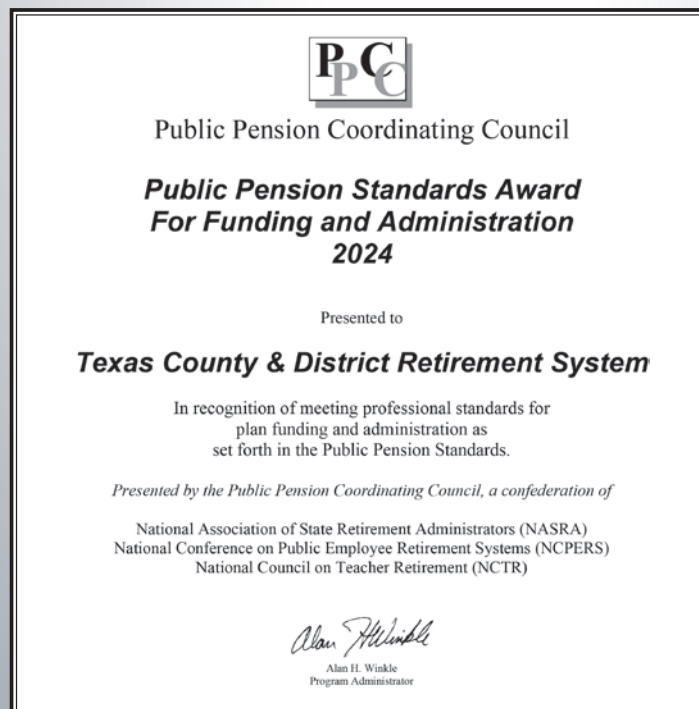 PPCC
Public Pension Coordinating Council
Public Pension Standards Award
For Funding and Administration
2024
Presented to
Texas County & District Retirement System
In recognition of meeting professional standards for
plan funding and administration as
set forth in the Public Pension Standards.
Presented by the Public Pension Coordinating Council, a confederation of
National Association of State Retirement Administrators (NASRA)
National Conference on Public Employee Retirement Systems (NCPERS)
National Council on Teacher Retirement (NCTR)
Alan H Winkle
Alan H. Winkle
Program Administrator